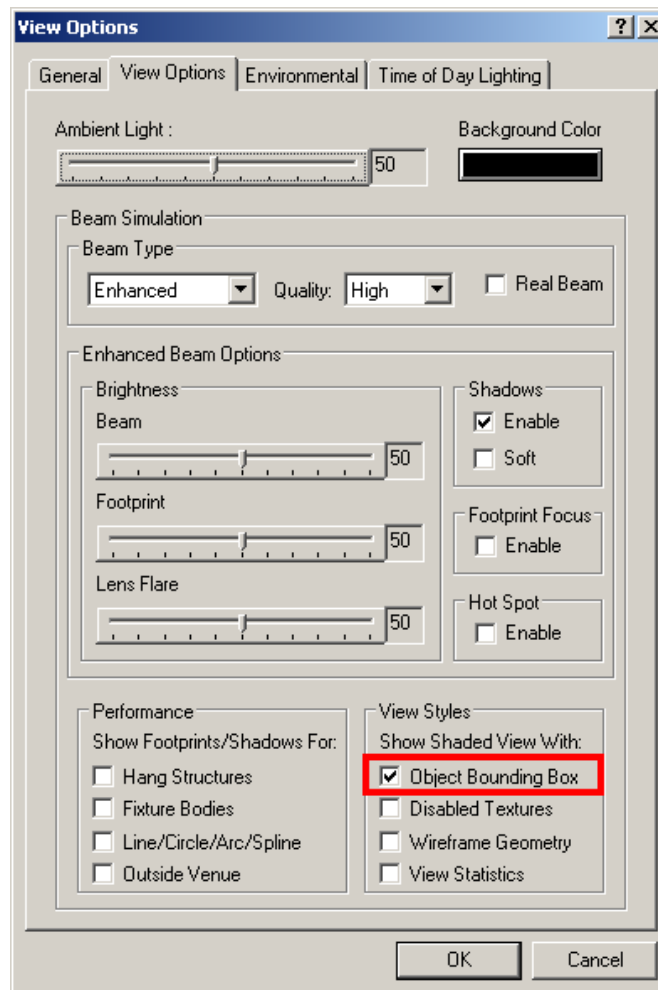 View Options
General View Options Environmental Time of Day Lighting
Ambient Light : Background Color
50
Beam Simulation
Beam Type
Enhanced Quality: High Real Beam
Enhanced Beam Options
Brightness
Beam
50
Footprint
50
Lens Flare
50
Shadows
Enable
Soft
Footprint Focus
Enable
Hot Spot
Enable
Performance
Show Footprints/Shadows For:
Hang Structures
Fixture Bodies
Line/Circle/Arc/Spline
Outside Venue
View Styles
Show Shaded View With:
Object Bounding Box
Disabled Textures
Wireframe Geometry
View Statistics
OK Cancel